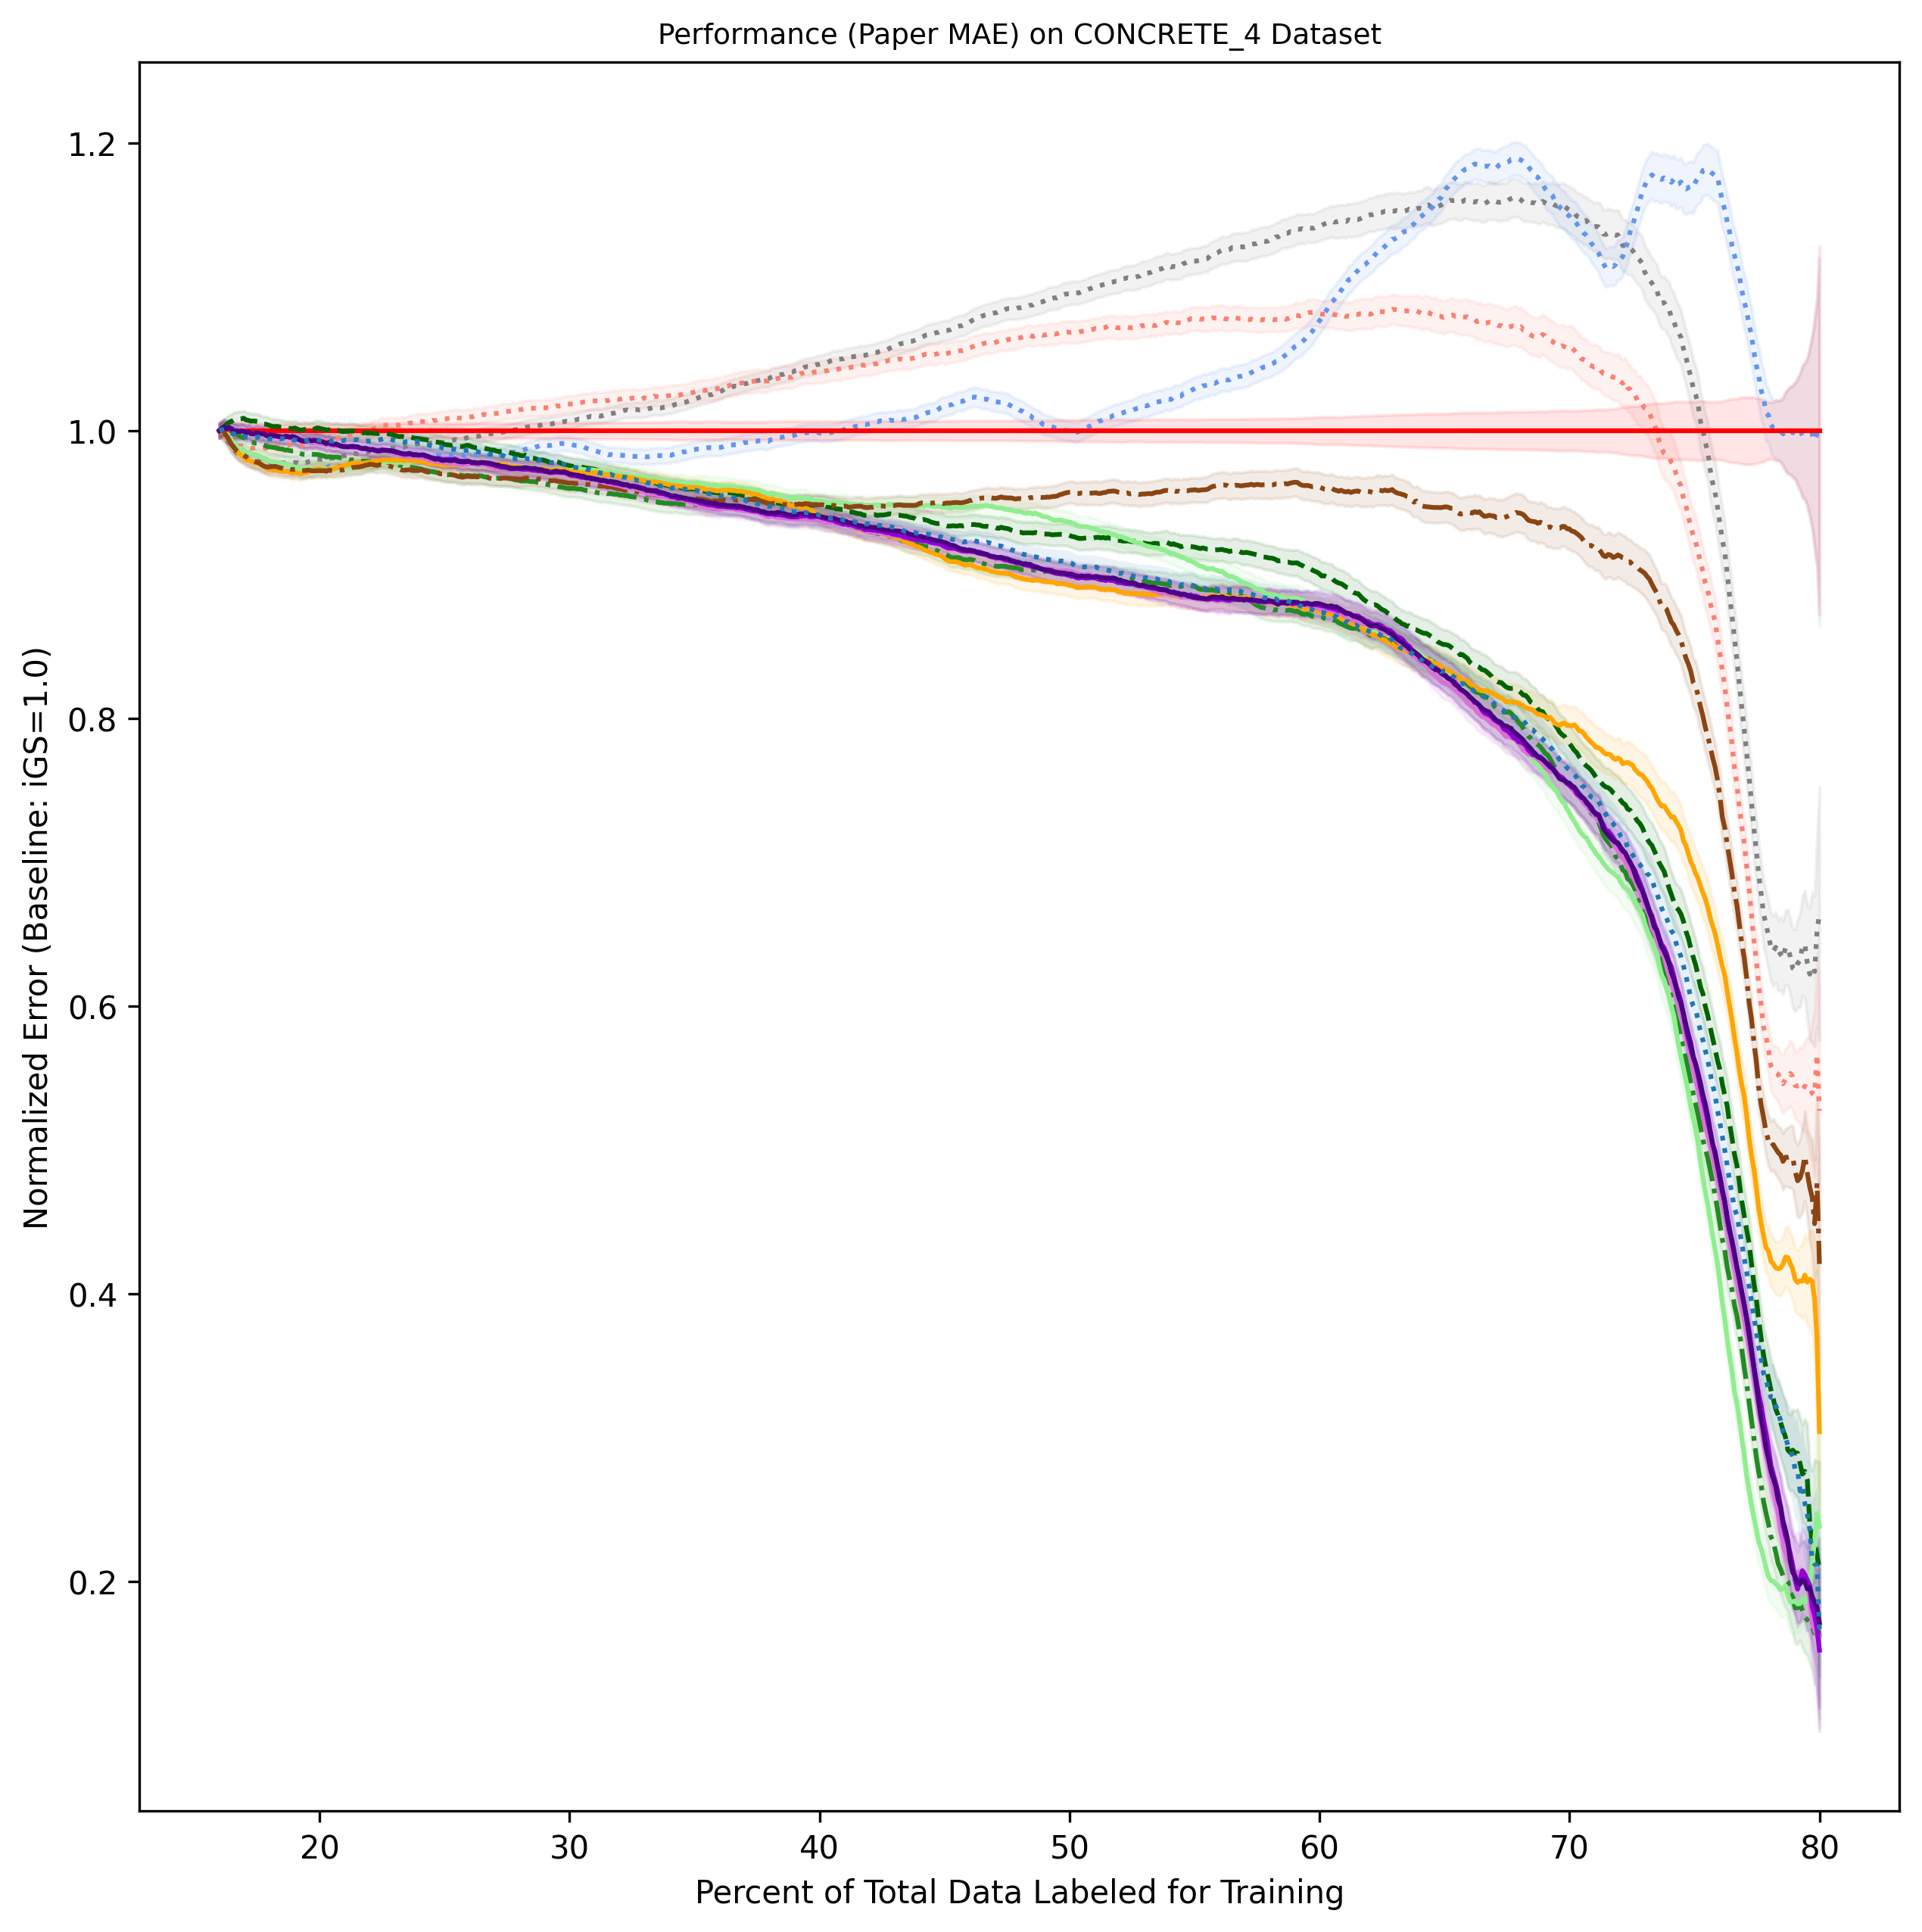 Performance (Paper MAE) on CONCRETE_4 Dataset
Normalized Error (Baseline: iGS=1.0)
1.2
1.0
0.8
0.6
0.4
0.2
20 30 40 50 60 70 80
Percent of Total Data Labeled for Training